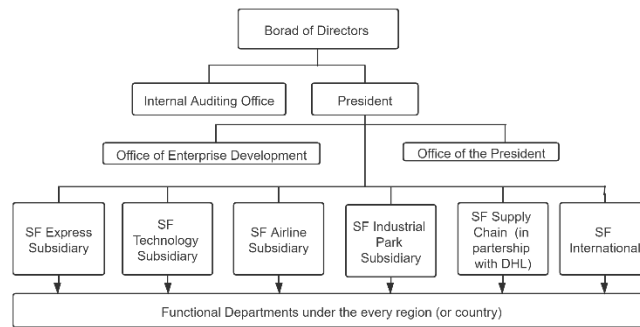 Borad of Directors
Internal Auditing Office
President
Office of Enterprise Development
Office of the President
SF Express
Subsidiary
SF
Technology
Subsidiary
SF Airline
Subsidiary
SF Industrial
Park
Subsidiary
SF Supply
Chain (in
partership
with DHL)
SF
International
Functional Departments under the every region (or country)